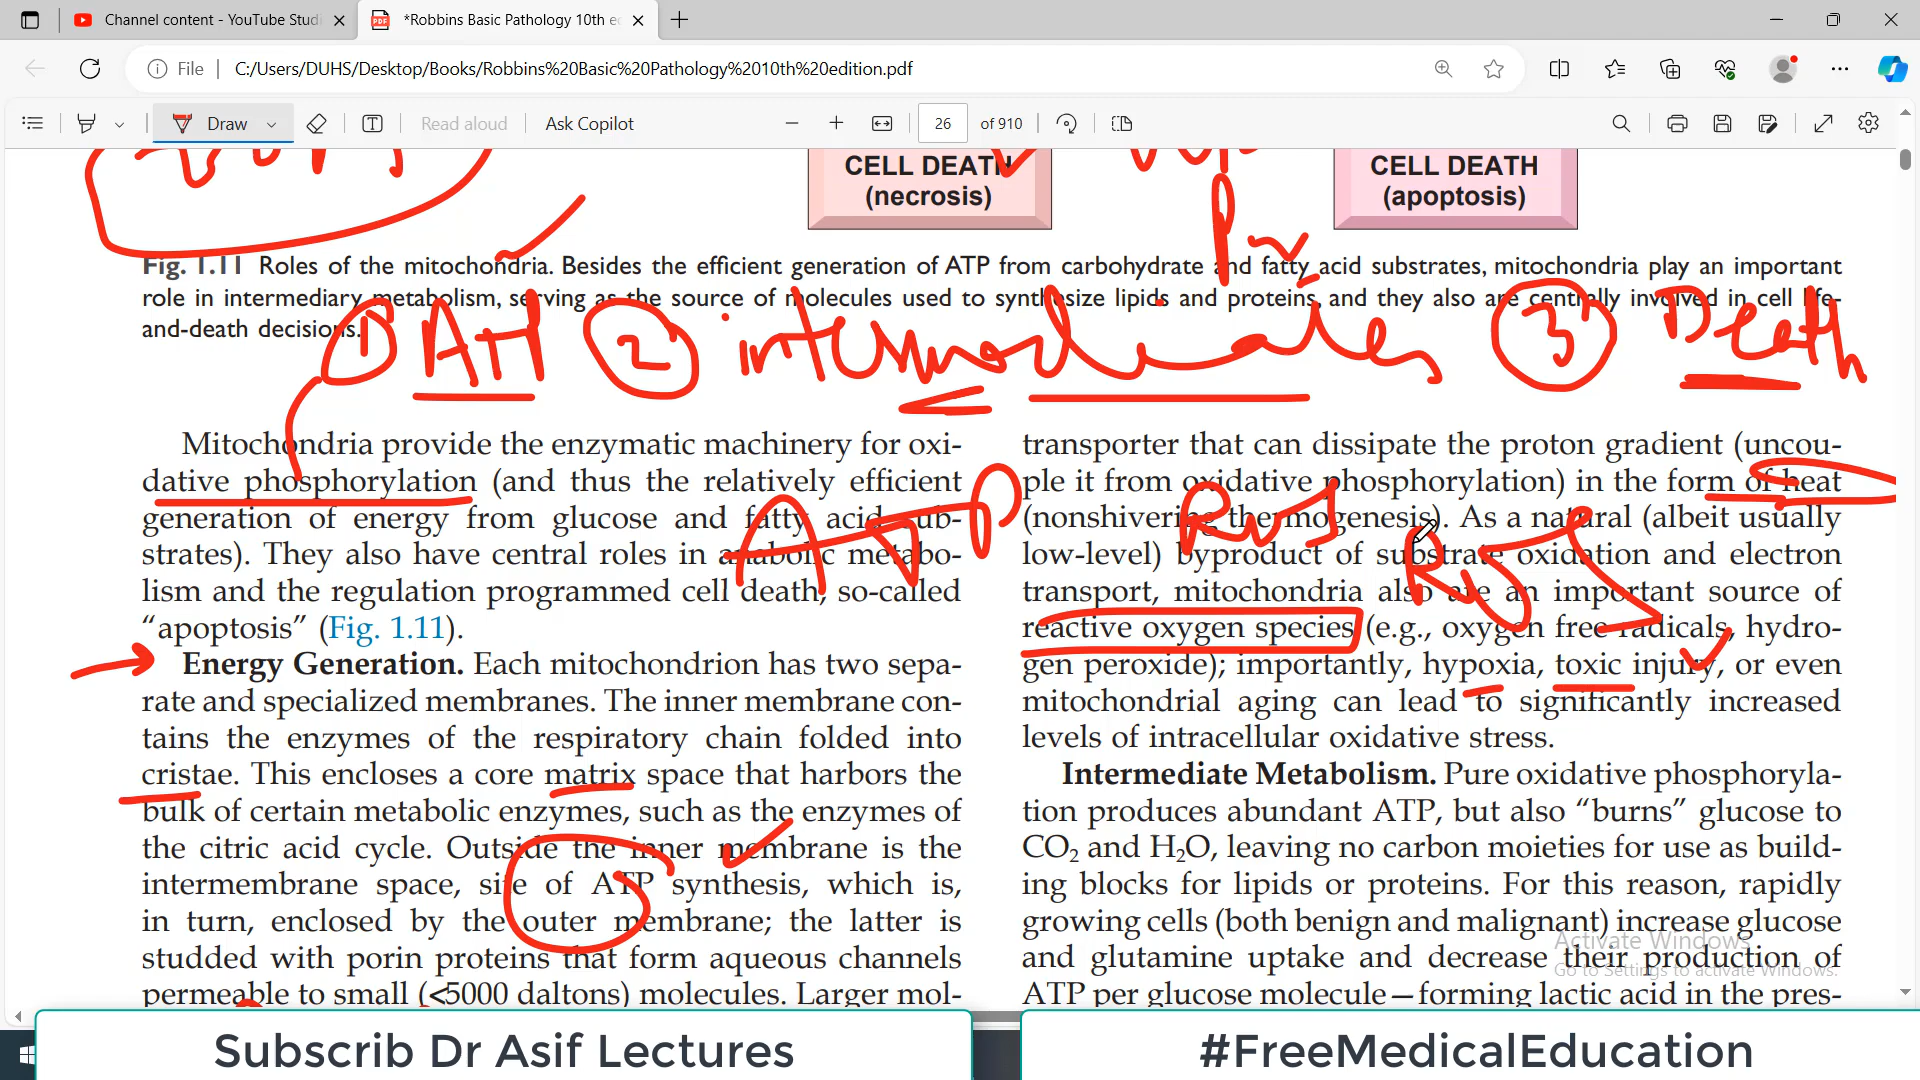 Channel content - YouTube Stud
*Robbins Basic Pathology 10th e
File
C:/Users/DUHS/Desktop/Books/Robbins%20Basic%20Pathology%2010th%20edition.pdf
Draw
Read aloud
Ask Copilot
26
of 910
CELL DEATH
(necrosis)
CELL DEATH
(apoptosis)
Fig. 1.11 Roles of the mitochondria. Besides the efficient generation of ATP from carbohydrate and fatty acid substrates, mitochondria play an important
role in intermediary metabolism, serving as the source of molecules used to synthesize lipids and proteins, and they also are centrally involved in cell life-
and-death decisions.
1 ATP 2 intermolecules 3 Death
Mitochondria provide the enzymatic machinery for oxi-
dative phosphorylation (and thus the relatively efficient
generation of energy from glucose and fatty acid sub-
strates). They also have central roles in anabolic metabo-
lism and the regulation programmed cell death, so-called
“apoptosis” (Fig. 1.11).
ATP
Energy Generation. Each mitochondrion has two sepa-
rate and specialized membranes. The inner membrane con-
tains the enzymes of the respiratory chain folded into
cristae. This encloses a core matrix space that harbors the
bulk of certain metabolic enzymes, such as the enzymes of
the citric acid cycle. Outside the inner membrane is the
intermembrane space, site of ATP synthesis, which is,
in turn, enclosed by the outer membrane; the latter is
studded with porin proteins that form aqueous channels
permeable to small (<5000 daltons) molecules. Larger mol-
transporter that can dissipate the proton gradient (uncou-
ple it from oxidative phosphorylation) in the form of heat
(nonshivering thermogenesis). As a natural (albeit usually
low-level) byproduct of substrate oxidation and electron
transport, mitochondria also are an important source of
reactive oxygen species (e.g., oxygen free radicals, hydro-
gen peroxide); importantly, hypoxia, toxic injury, or even
mitochondrial aging can lead to significantly increased
levels of intracellular oxidative stress.
ROS
ROS
Intermediate Metabolism. Pure oxidative phosphoryla-
tion produces abundant ATP, but also “burns” glucose to
CO₂ and H₂O, leaving no carbon moieties for use as build-
ing blocks for lipids or proteins. For this reason, rapidly
growing cells (both benign and malignant) increase glucose
and glutamine uptake and decrease their production of
ATP per glucose molecule—forming lactic acid in the pres-
Activate Windows
Go to Settings to activate Windows.
Subscrib Dr Asif Lectures
#FreeMedicalEducation